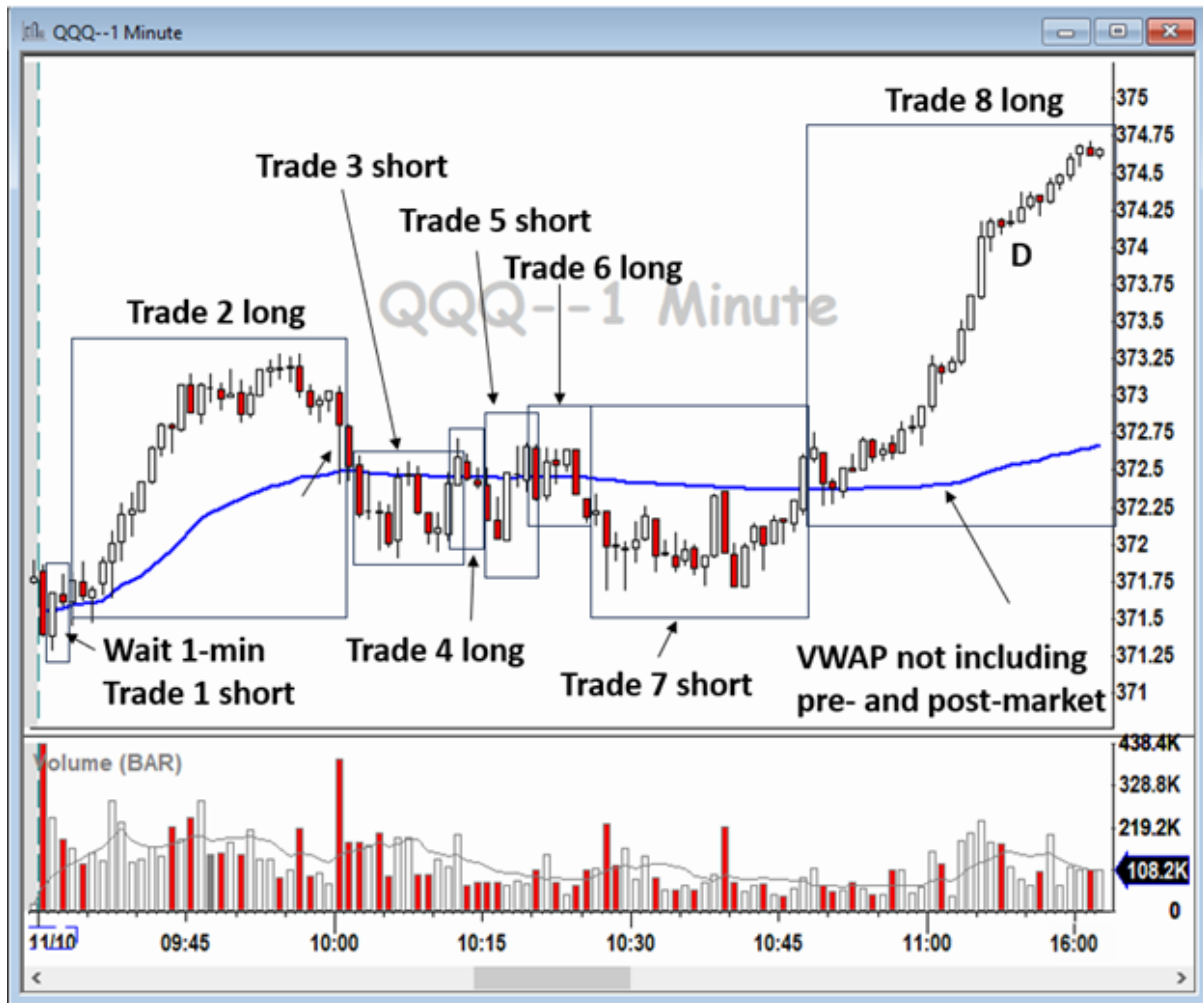 QQQ--1 Minute
Trade 8 long
Trade 3 short
Trade 5 short
Trade 6 long
QQQ--1 Minute
Trade 2 long
D
Wait 1-min
Trade 1 short
Trade 4 long
Trade 7 short
VWAP not including
pre- and post-market
375
374.75
374.5
374.25
374
373.75
373.5
373.25
373
372.75
372.5
372.25
372
371.75
371.5
371.25
371
Volume (BAR)
438.4K
328.8K
219.2K
108.2K
0
11/10 09:45 10:00 10:15 10:30 10:45 11:00 16:00